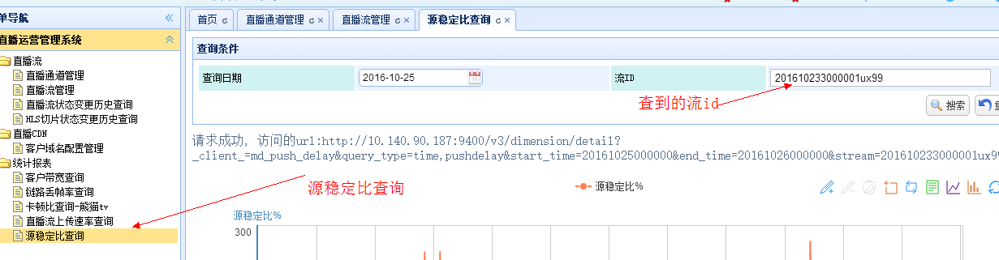 单导航
首页
直播通道管理
直播流管理
源稳定比查询
直播运营管理系统
查询条件
直播流
直播通道管理
直播流管理
直播流状态变更历史查询
HLS切片状态变更历史查询
直播CDN
客户域名配置管理
统计报表
客户带宽查询
链路丢帧率查询
卡顿比查询-熊猫tv
直播流上传速率查询
源稳定比查询
查询日期
2016-10-25
流ID
201610233000001ux99
查到的流id
搜索
请求成功，访问的url:http://10.140.90.187:9400/v3/dimension/detail?
_client_=md_push_delay&query_type=time,pushdelay&start_time=20161025000000&end_time=20161026000000&stream=201610233000001ux99
源稳定比查询
源稳定比%
源稳定比%
300